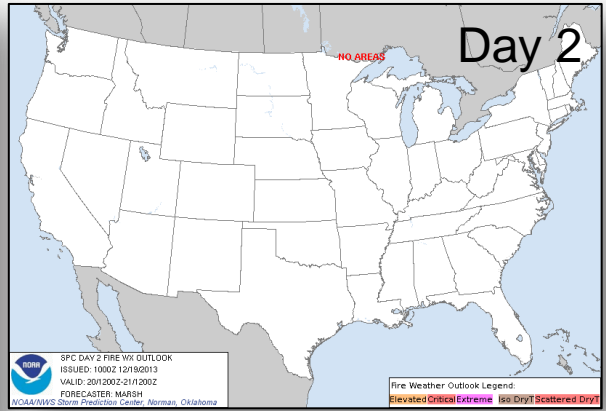 Day 2
NO AREAS
NOAA
SPC DAY 2 FIRE WX OUTLOOK
ISSUED: 1000Z 12/19/2013
VALID: 20/1200Z-21/1200Z
FORECASTER: MARSH
NOAA/NWS Storm Prediction Center, Norman, Oklahoma
Fire Weather Outlook Legend:
Elevated Critical Extreme Iso DryT Scattered DryT